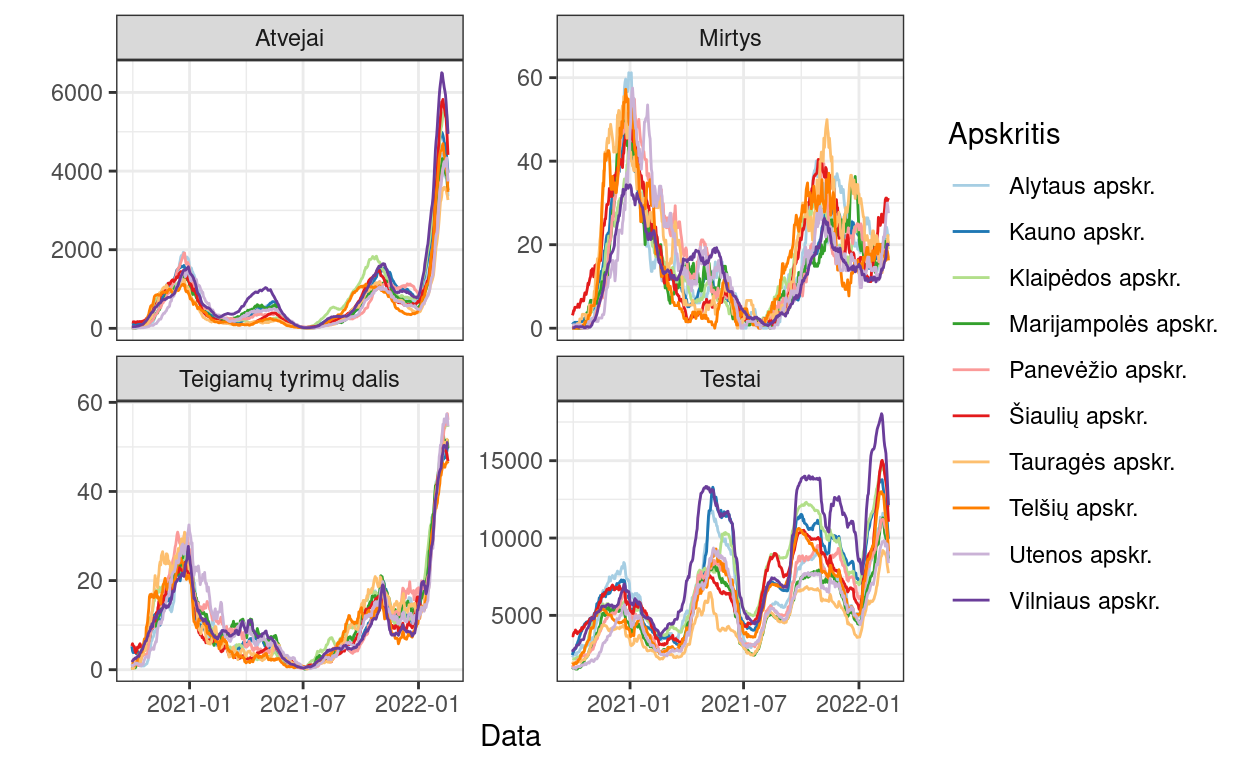 Atvejai
Mirtys
6000
4000
2000
0
60
40
20
0
Teigiamų tyrimų dalis
Testai
60
40
20
0
15000
10000
5000
2021-01
2021-07
2022-01
2021-01
2021-07
2022-01
Data
Apskritis
Alytaus apskr.
Kauno apskr.
Klaipėdos apskr.
Marijampolės apskr.
Panevėžio apskr.
Šiaulių apskr.
Tauragės apskr.
Telšių apskr.
Utenos apskr.
Vilniaus apskr.